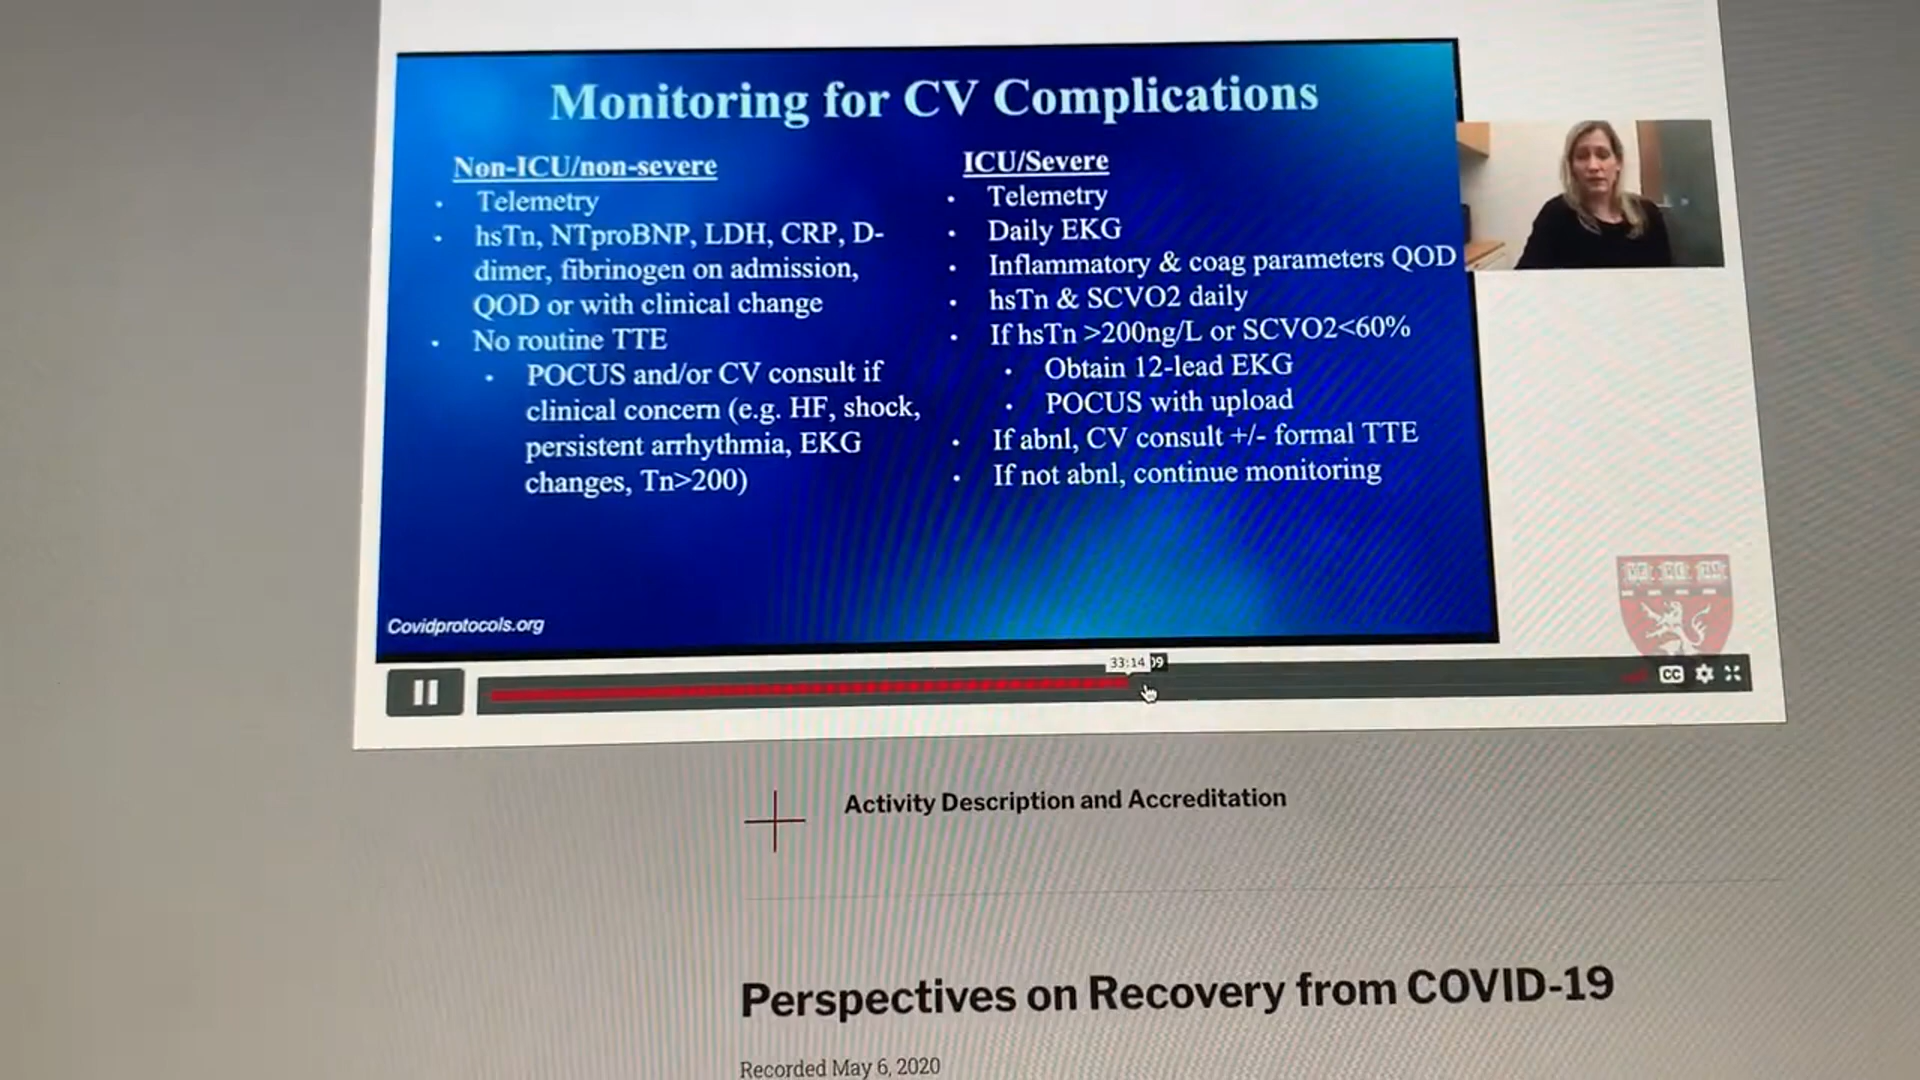 Monitoring for CV Complications
Non-ICU/non-severe
• Telemetry
• hsTn, NTproBNP, LDH, CRP, D-
dimer, fibrinogen on admission,
QOD or with clinical change
• No routine TTE
• POCUS and/or CV consult if
clinical concern (e.g. HF, shock,
persistent arrhythmia, EKG
changes, Tn>200)
ICU/Severe
• Telemetry
• Daily EKG
• Inflammatory & coag parameters QOD
• hsTn & SCVO2 daily
• If hsTn >200ng/L or SCVO2<60%
• Obtain 12-lead EKG
• POCUS with upload
• If abnl, CV consult +/- formal TTE
• If not abnl, continue monitoring
Covidprotocols.org
33:14
CC
Activity Description and Accreditation
Perspectives on Recovery from COVID-19
Recorded May 6, 2020